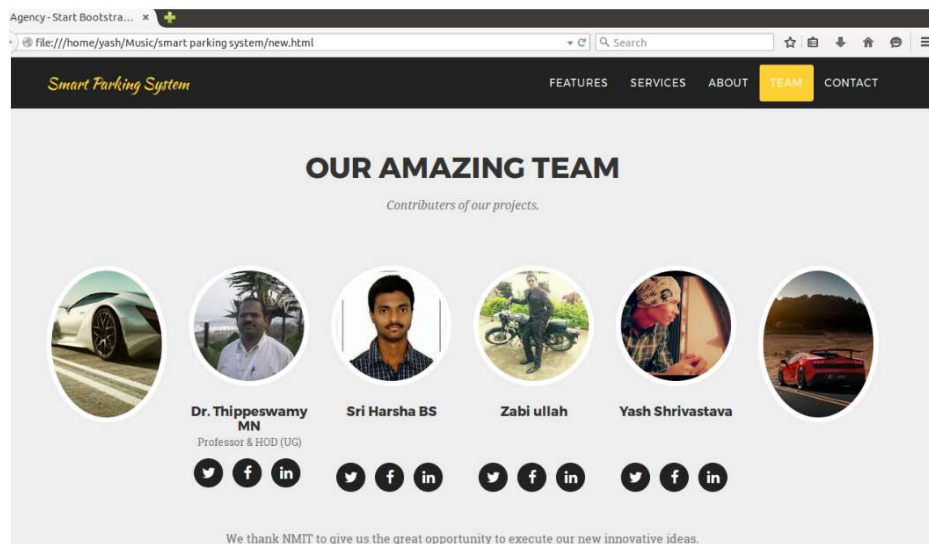 Agency - Start Bootstra...
file:///home/yash/Music/smart parking system/new.html
Search
Smart Parking System
FEATURES SERVICES ABOUT TEAM CONTACT
OUR AMAZING TEAM
Contributers of our projects.
Dr. Thippeswamy
MN
Professor & HOD (UG)
Sri Harsha BS
Zabi ullah
Yash Shrivastava
We thank NMIT to give us the great opportunity to execute our new innovative ideas.